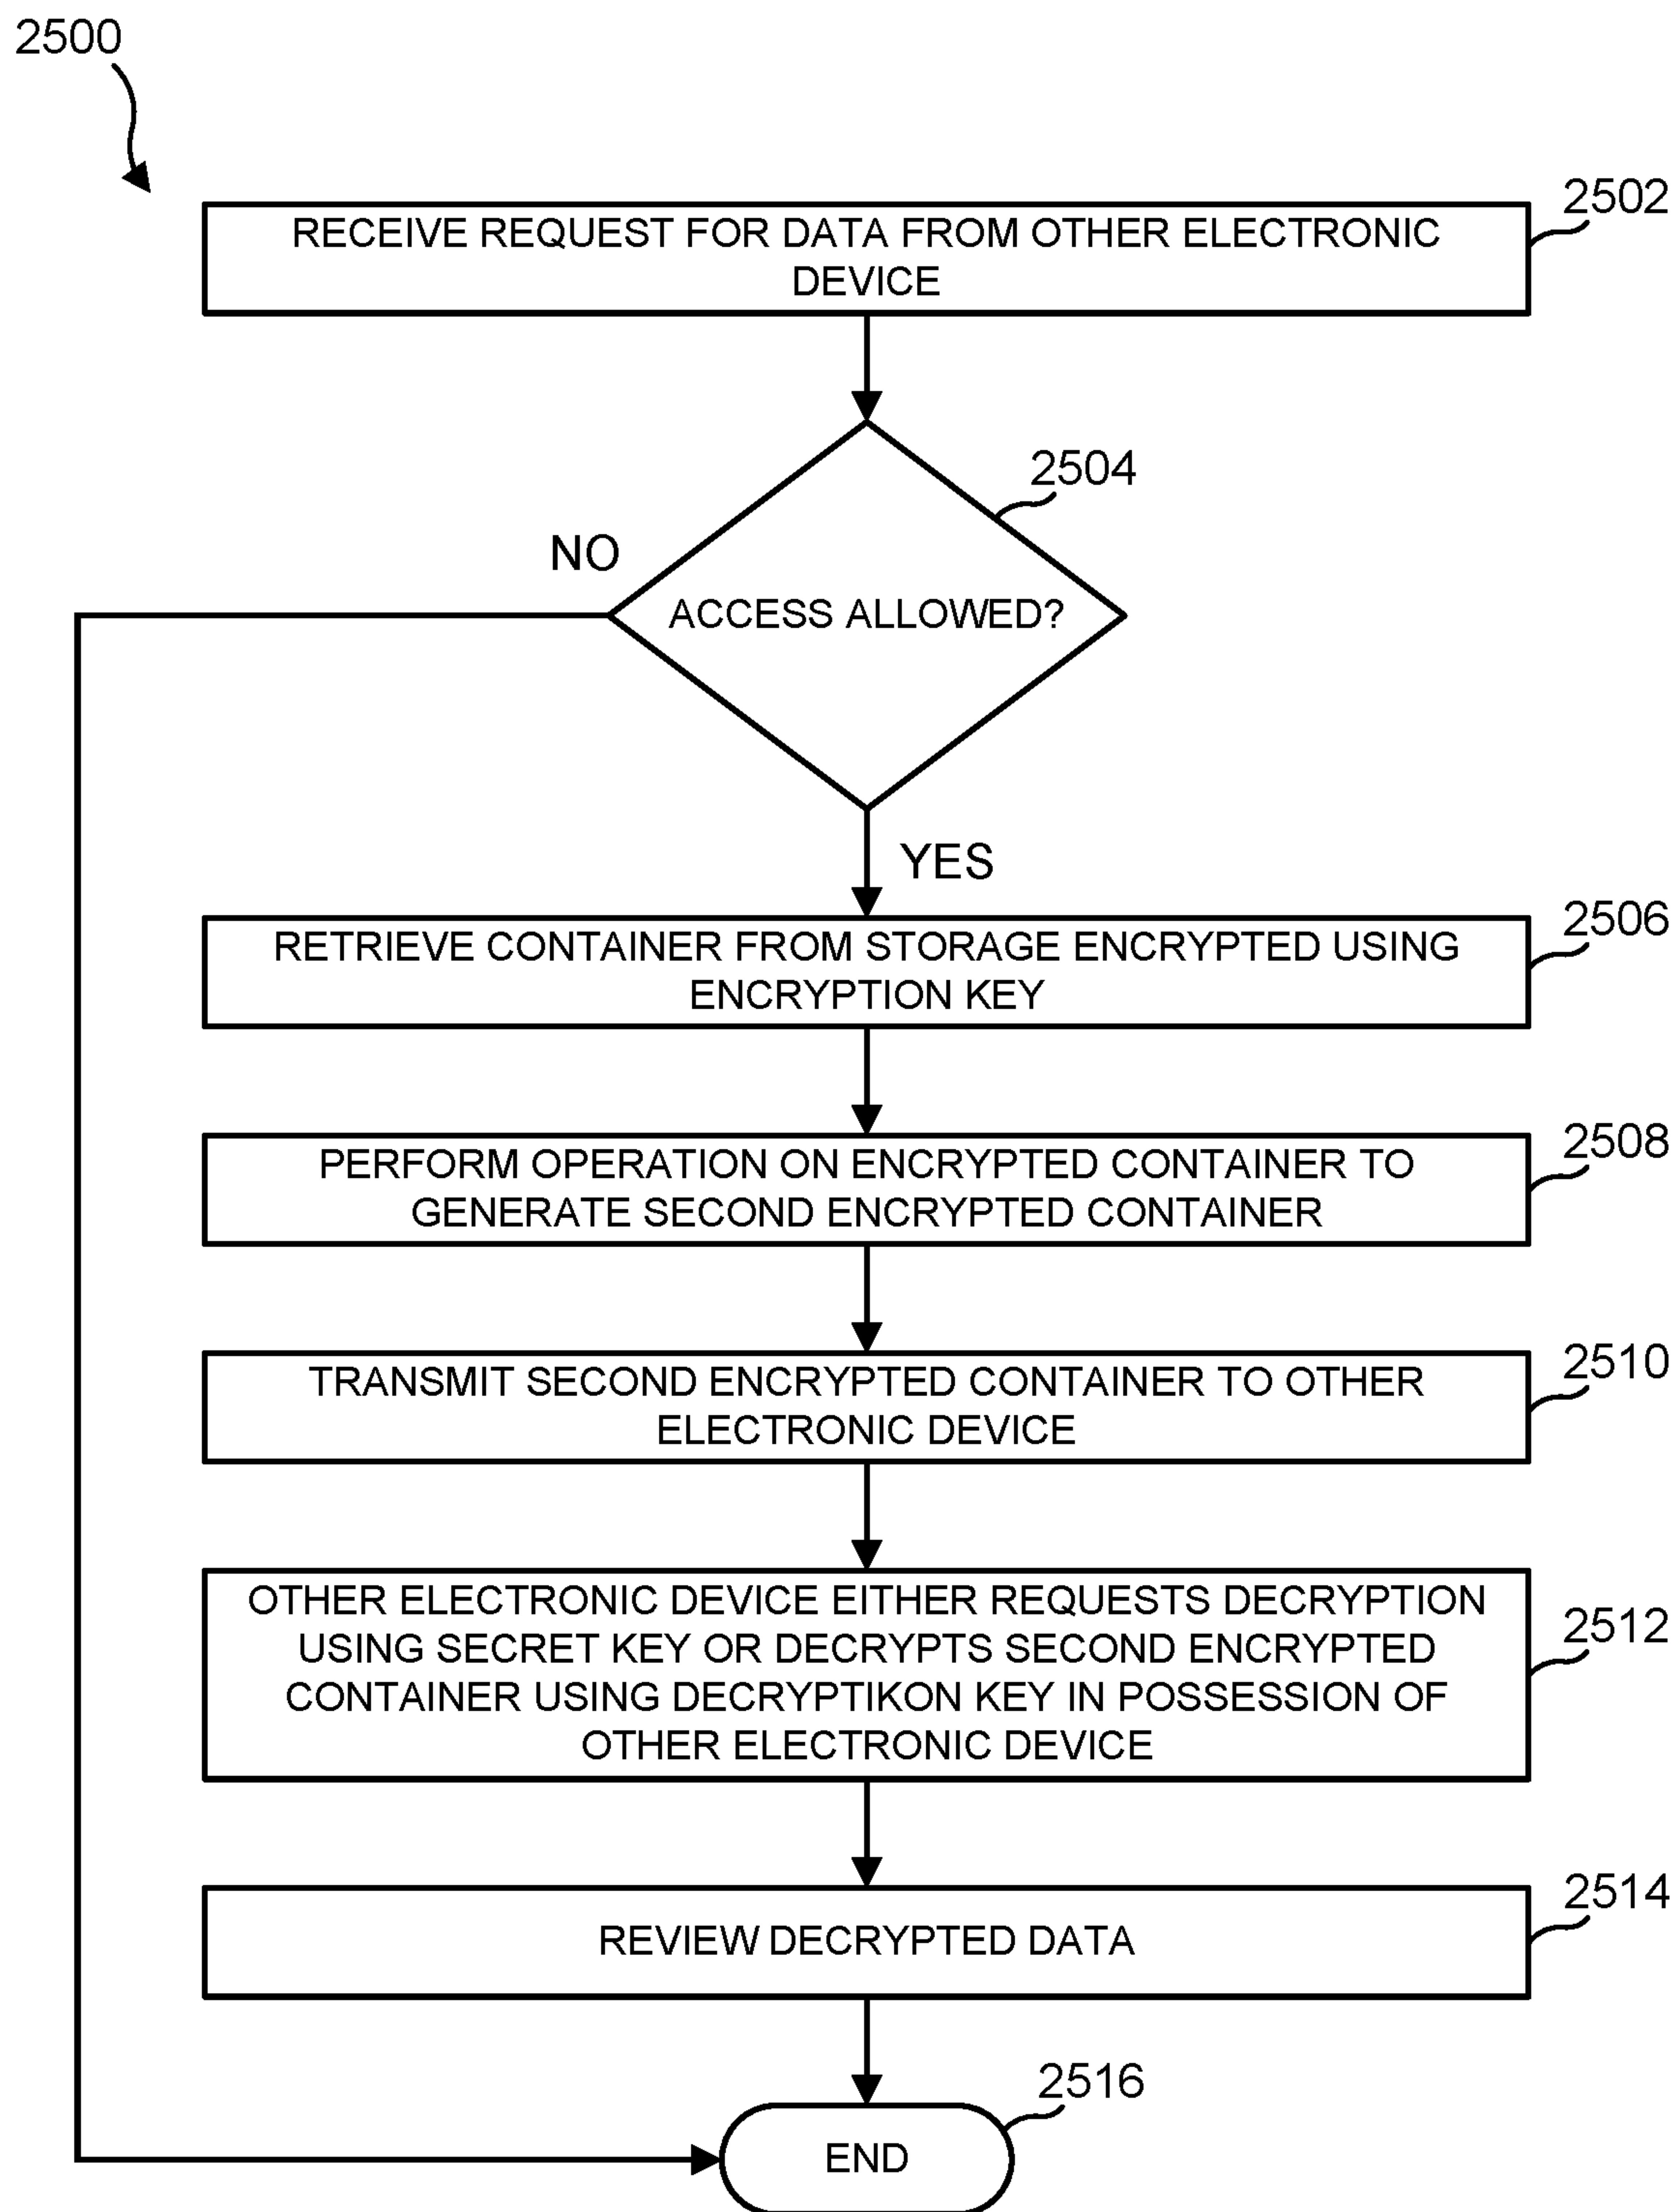 2500
2502
RECEIVE REQUEST FOR DATA FROM OTHER ELECTRONIC
DEVICE
2504
NO
ACCESS ALLOWED?
YES
2506
RETRIEVE CONTAINER FROM STORAGE ENCRYPTED USING
ENCRYPTION KEY
2508
PERFORM OPERATION ON ENCRYPTED CONTAINER TO
GENERATE SECOND ENCRYPTED CONTAINER
2510
TRANSMIT SECOND ENCRYPTED CONTAINER TO OTHER
ELECTRONIC DEVICE
OTHER ELECTRONIC DEVICE EITHER REQUESTS DECRYPTION
2512
USING SECRET KEY OR DECRYPTS SECOND ENCRYPTED
CONTAINER USING DECRYPTIKON KEY IN POSSESSION OF
OTHER ELECTRONIC DEVICE
2514
REVIEW DECRYPTED DATA
2516
END